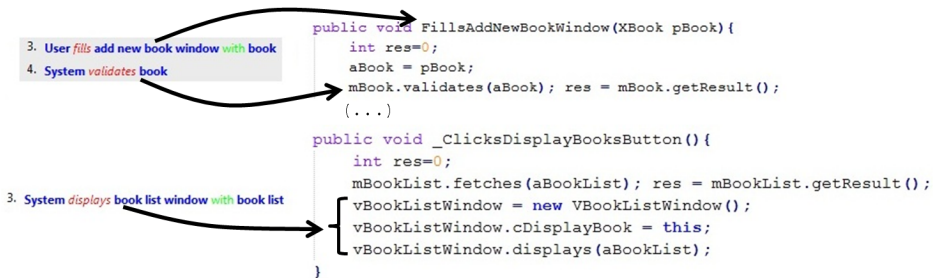 public void FillsAddNewBookWindow(XBook pBook){
3. User fills add new book window with book
int res=0;
aBook = pBook;
4. System validates book
mBook.validates(aBook); res = mBook.getResult();
(...)
public void _ClicksDisplayBooksButton(){
int res=0;
mBookList.fetches(aBookList); res = mBookList.getResult();
3. System displays book list window with book list
vBookListWindow = new VBookListWindow();
vBookListWindow.cDisplayBook = this;
vBookListWindow.displays(aBookList);
}